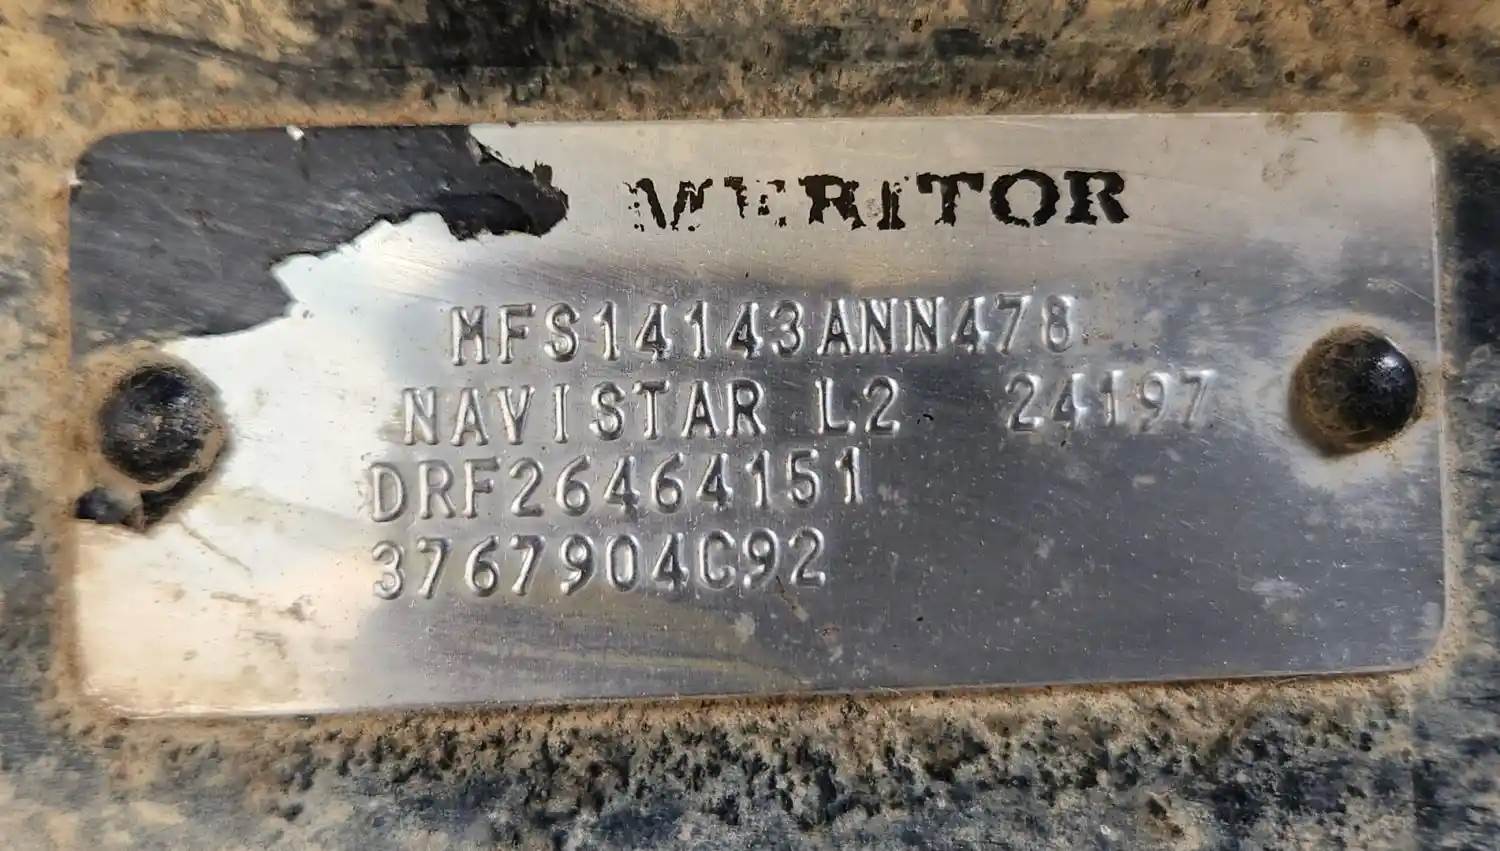 MERITOR
MFS14143ANN478
NAVISTAR L2 24197
DRF26464151
3767904C92